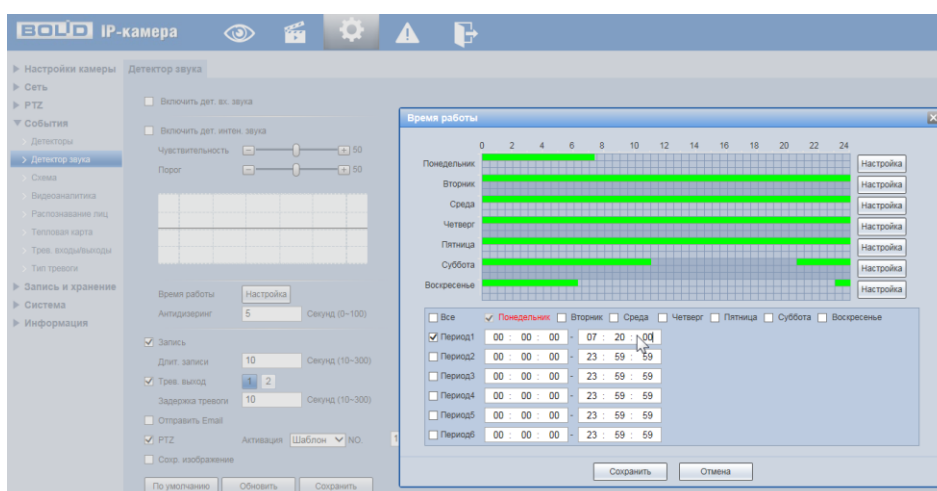 BOLID IP-камера
Настройки камеры
Сеть
PTZ
События
Детекторы
Детектор звука
Схема
Видеоаналитика
Распознавание лиц
Тепловая карта
Трев. входы/выходы
Тип тревоги
Запись и хранение
Система
Информация
Детектор звука
Включить дет. вх. звука
Включить дет. интен. звука
Чувствительность 50
Порог 50
Время работы Настройка
Антидизеринг 5 Секунд (0~100)
Запись
Длит. записи 10 Секунд (10~300)
Трев. выход 1 2
Задержка тревоги 10 Секунд (10~300)
Отправить Email
PTZ Активация Шаблон NO. 1
Сохр. изображение
По умолчанию Обновить Сохранить
Время работы
0 2 4 6 8 10 12 14 16 18 20 22 24
Понедельник Настройка
Вторник Настройка
Среда Настройка
Четверг Настройка
Пятница Настройка
Суббота Настройка
Воскресенье Настройка
Все Понедельник Вторник Среда Четверг Пятница Суббота Воскресенье
Период1 00 : 00 : 00 - 07 : 20 : 00
Период2 00 : 00 : 00 - 23 : 59 : 59
Период3 00 : 00 : 00 - 23 : 59 : 59
Период4 00 : 00 : 00 - 23 : 59 : 59
Период5 00 : 00 : 00 - 23 : 59 : 59
Период6 00 : 00 : 00 - 23 : 59 : 59
Сохранить Отмена